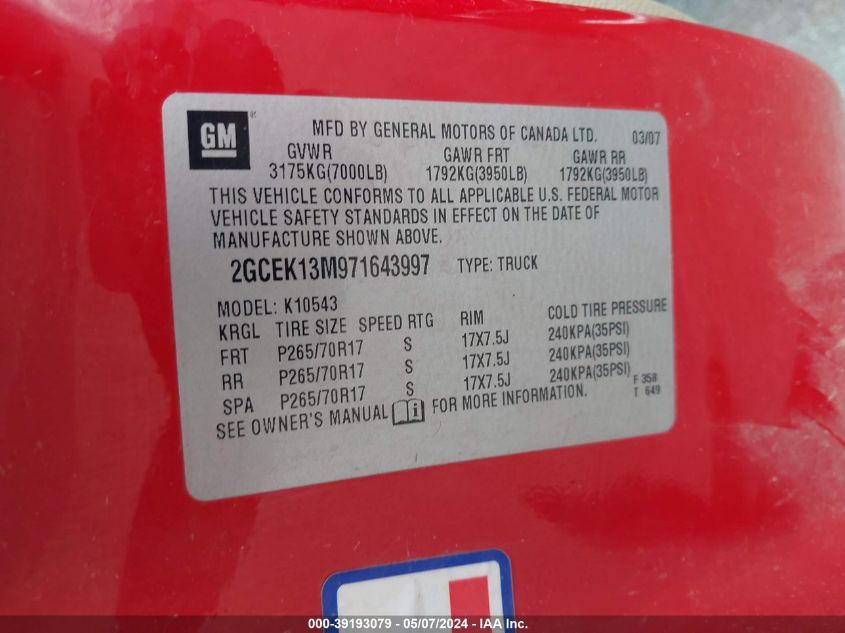 GM
MFD BY GENERAL MOTORS OF CANADA LTD. 03/07
GVWR GAWR FRT GAWR RR
3175KG(7000LB) 1792KG(3950LB) 1792KG(3950LB)
THIS VEHICLE CONFORMS TO ALL APPLICABLE U.S. FEDERAL MOTOR
VEHICLE SAFETY STANDARDS IN EFFECT ON THE DATE OF
MANUFACTURE SHOWN ABOVE.
2GCEK13M971643997 TYPE: TRUCK
MODEL: K10543
KRGL TIRE SIZE SPEED RTG RIM COLD TIRE PRESSURE
FRT P265/70R17 S 17X7.5J 240KPA(35PSI)
RR P265/70R17 S 17X7.5J 240KPA(35PSI)
SPA P265/70R17 S 17X7.5J 240KPA(35PSI) F 358
SEE OWNER'S MANUAL i FOR MORE INFORMATION. T 649
000-39193079 — 05/07/2024 — IAA Inc.